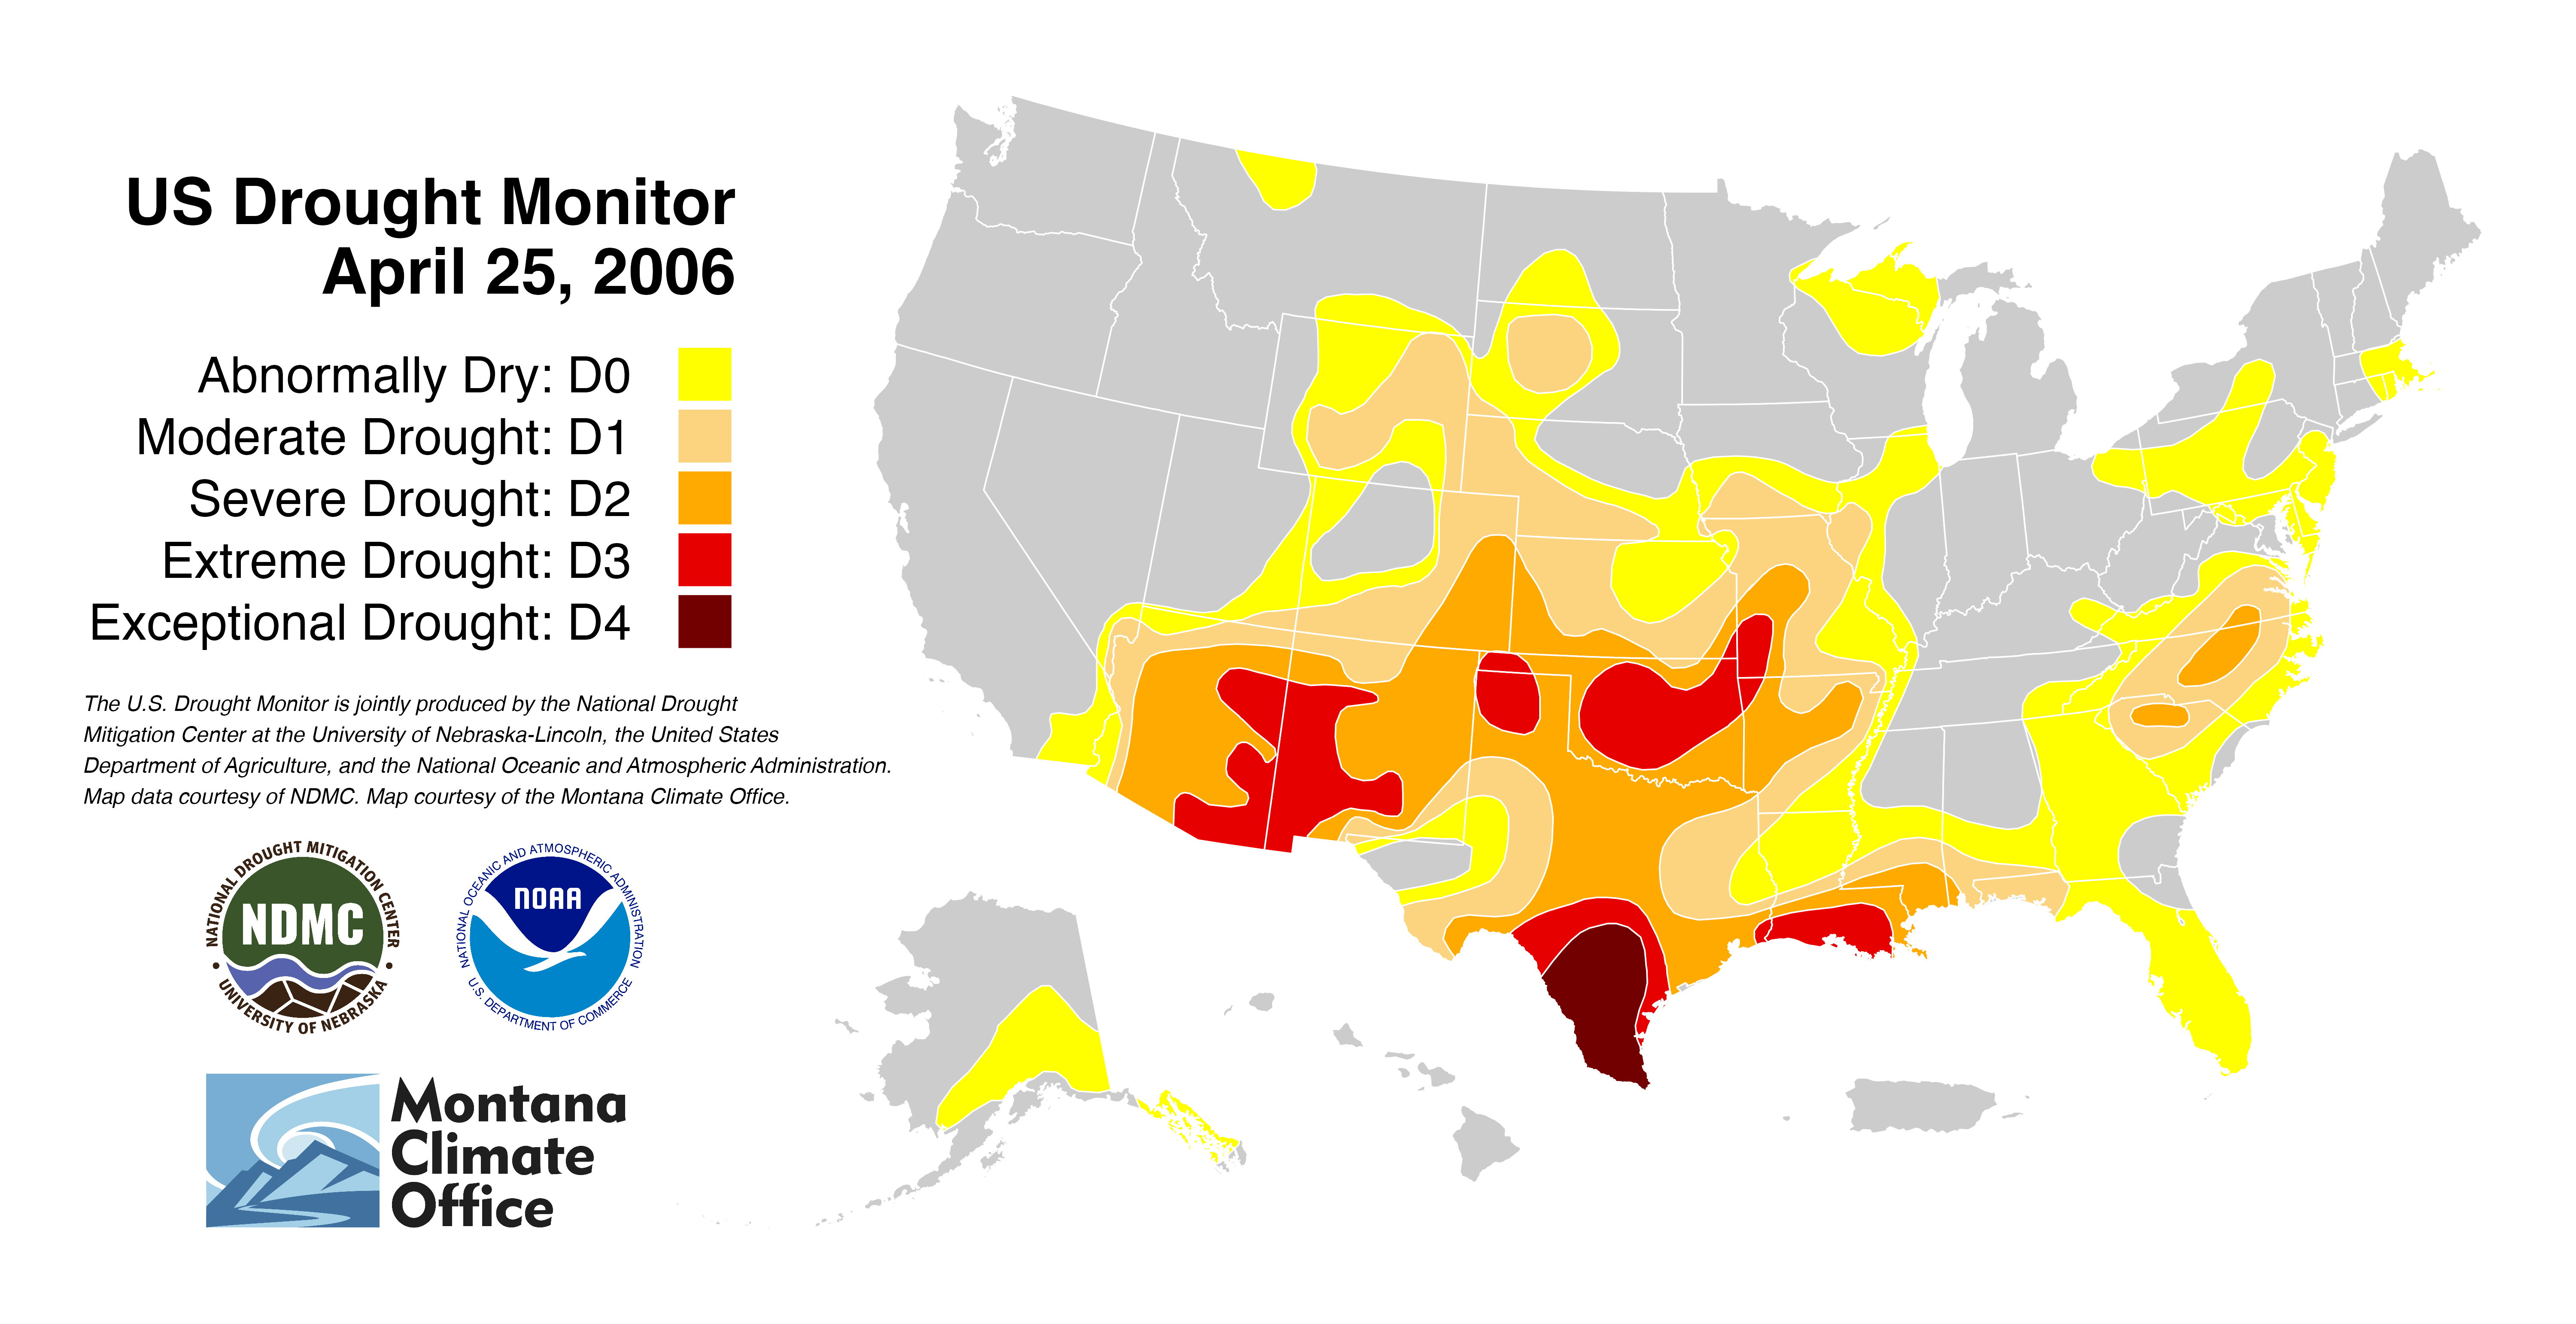 US Drought Monitor
April 25, 2006
Abnormally Dry: D0
Moderate Drought: D1
Severe Drought: D2
Extreme Drought: D3
Exceptional Drought: D4
The U.S. Drought Monitor is jointly produced by the National Drought
Mitigation Center at the University of Nebraska-Lincoln, the United States
Department of Agriculture, and the National Oceanic and Atmospheric Administration.
Map data courtesy of NDMC. Map courtesy of the Montana Climate Office.
NATIONAL DROUGHT MITIGATION CENTER
NDMC
• UNIVERSITY OF NEBRASKA •
NATIONAL OCEANIC AND ATMOSPHERIC ADMINISTRATION
NOAA
U.S. DEPARTMENT OF COMMERCE
Montana
Climate
Office